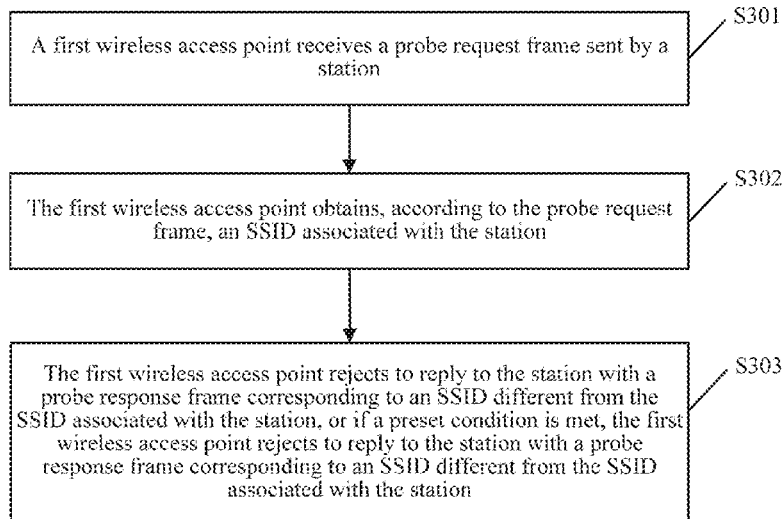 S301
A first wireless access point receives a probe request frame sent by a
station
S302
The first wireless access point obtains, according to the probe request
frame, an SSID associated with the station
S303
The first wireless access point rejects to reply to the station with a
probe response frame corresponding to an SSID different from the
SSID associated with the station, or if a preset condition is met, the first
wireless access point rejects to reply to the station with a probe
response frame corresponding to an SSID different from the SSID
associated with the station